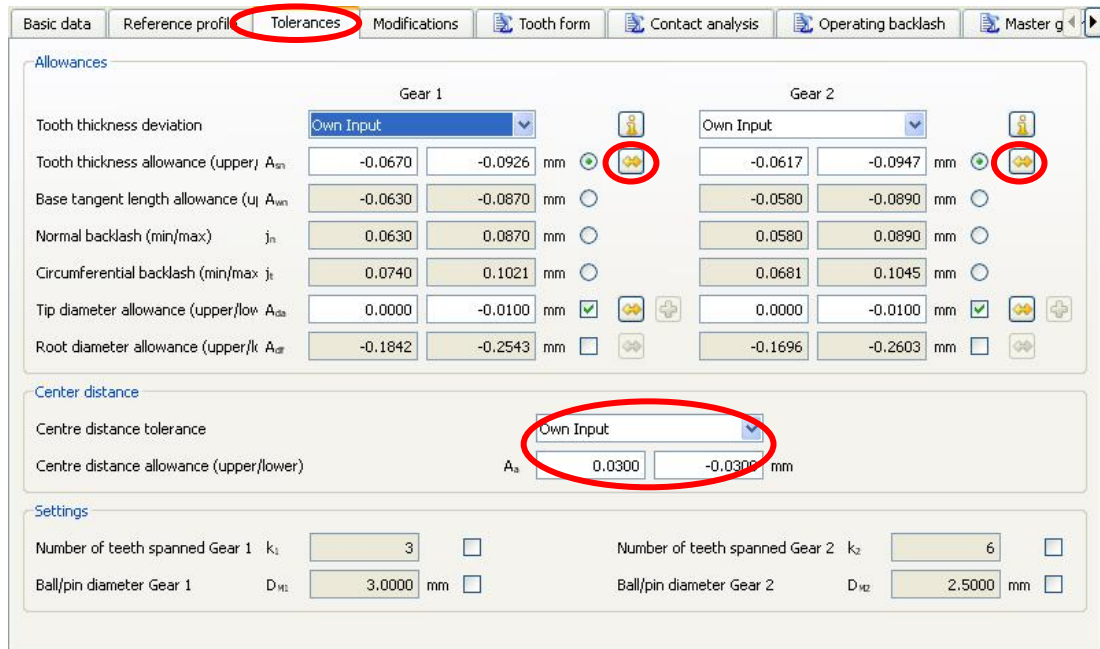 Basic data Reference profile Tolerances Modifications Tooth form Contact analysis Operating backlash Master g
Allowances
Gear 1 Gear 2
Tooth thickness deviation Own Input Own Input
Tooth thickness allowance (upper/ Asn -0.0670 -0.0926 mm -0.0617 -0.0947 mm
Base tangent length allowance (u Awn -0.0630 -0.0870 mm -0.0580 -0.0890 mm
Normal backlash (min/max) jn 0.0630 0.0870 mm 0.0580 0.0890 mm
Circumferential backlash (min/max jt 0.0740 0.1021 mm 0.0681 0.1045 mm
Tip diameter allowance (upper/low Ada 0.0000 -0.0100 mm 0.0000 -0.0100 mm
Root diameter allowance (upper/l Adf -0.1842 -0.2543 mm -0.1696 -0.2603 mm
Center distance
Centre distance tolerance Own Input
Centre distance allowance (upper/lower) Aa 0.0300 -0.0300 mm
Settings
Number of teeth spanned Gear 1 k1 3 Number of teeth spanned Gear 2 k2 6
Ball/pin diameter Gear 1 DM1 3.0000 mm Ball/pin diameter Gear 2 DM2 2.5000 mm